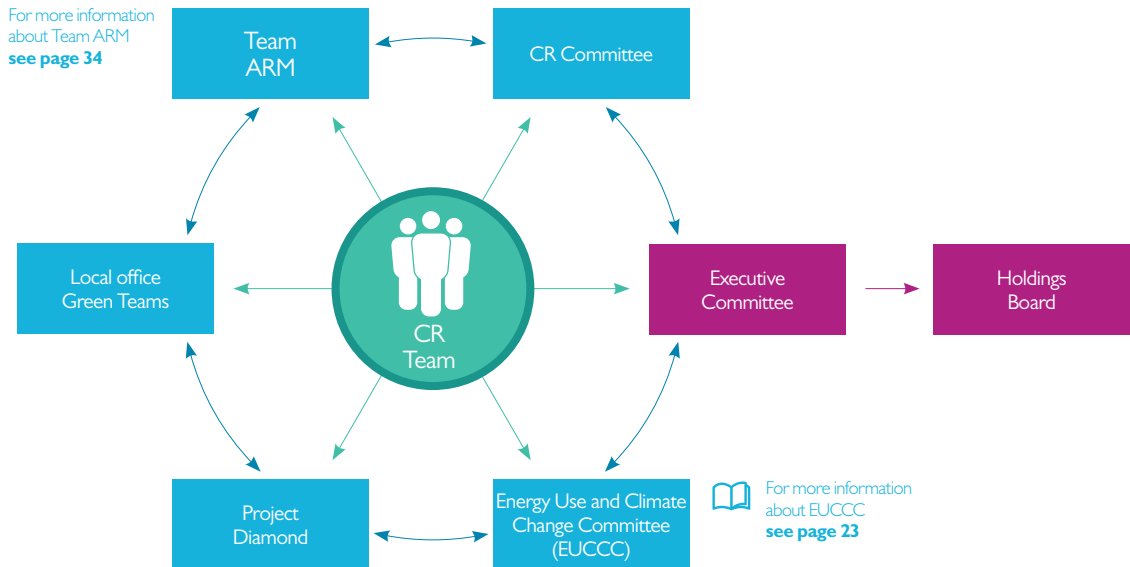 For more information
about Team ARM
see page 34
Team
ARM
CR Committee
CR
Team
Local office
Green Teams
Executive
Committee
Holdings
Board
Project
Diamond
Energy Use and Climate
Change Committee
(EUCCC)
For more information
about EUCCC
see page 23